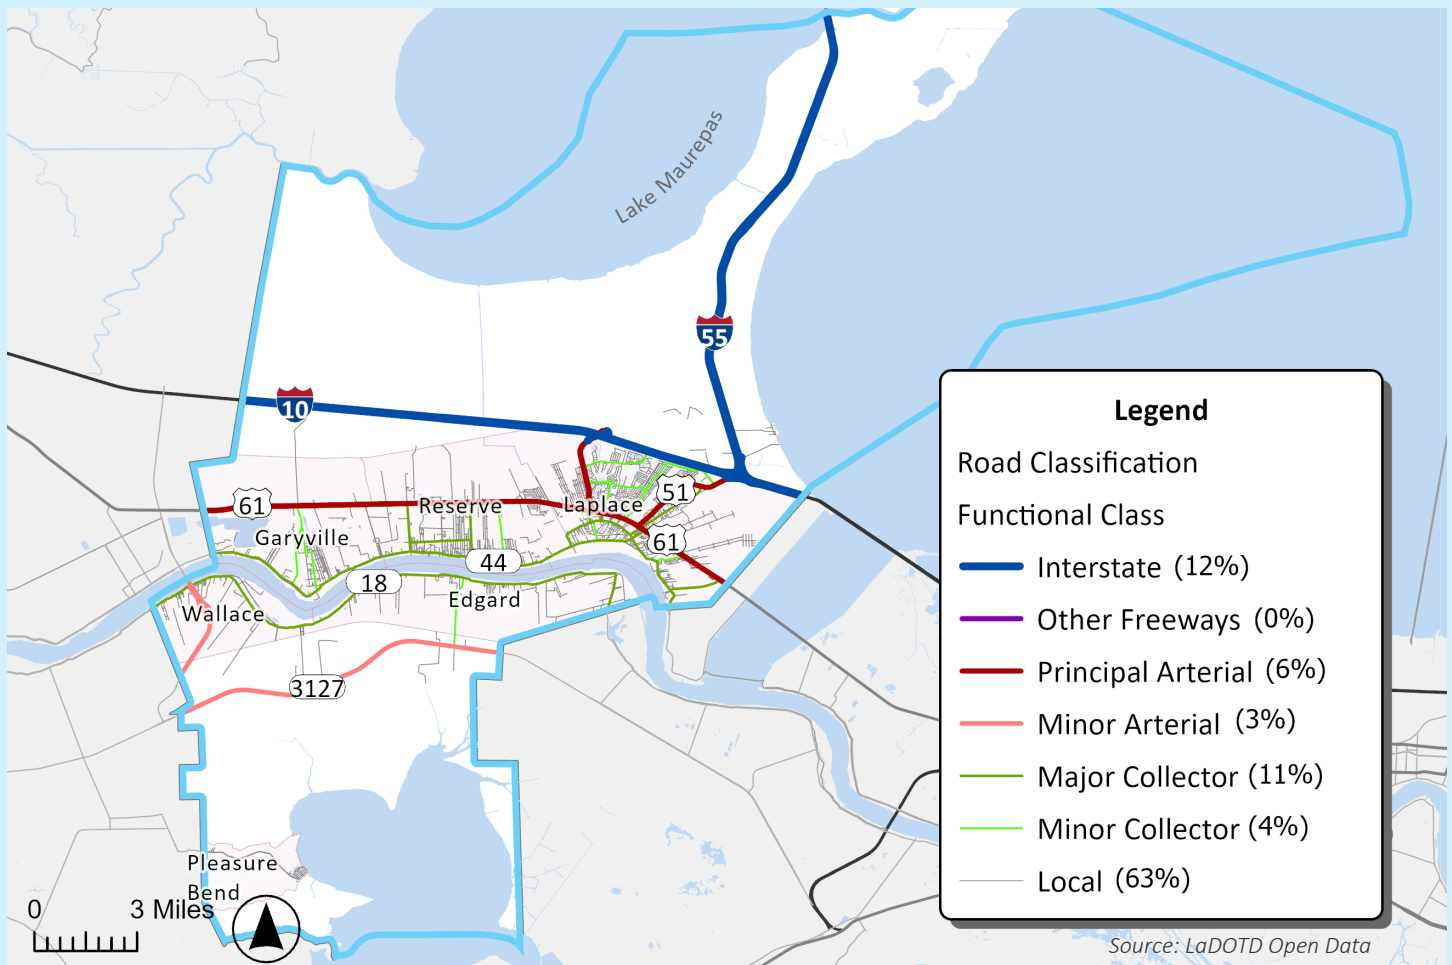 Lake Maurepas
55
10
61
Reserve
Laplace
51
Garyville
61
44
18
Edgard
Wallace
3127
Pleasure
Bend
0 3 Miles
Legend
Road Classification
Functional Class
Interstate (12%)
Other Freeways (0%)
Principal Arterial (6%)
Minor Arterial (3%)
Major Collector (11%)
Minor Collector (4%)
Local (63%)
Source: LaDOTD Open Data